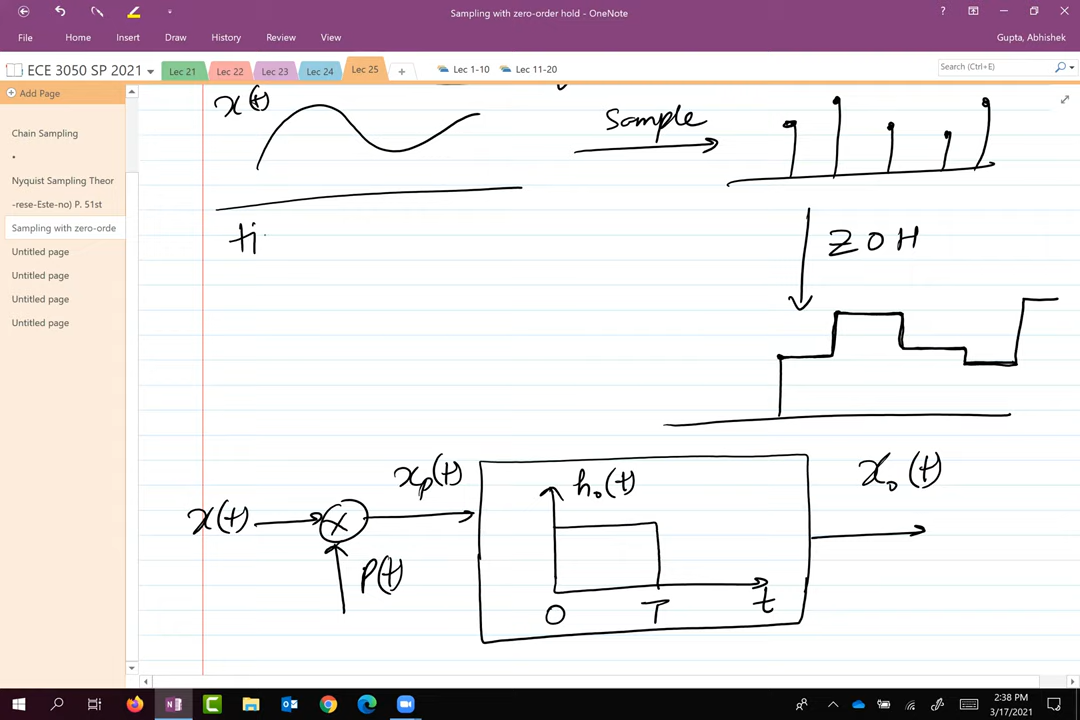 Sampling with zero-order hold - OneNote
?
Gupta, Abhishek
File Home Insert Draw History Review View
ECE 3050 SP 2021
Lec 21 Lec 22 Lec 23 Lec 24 Lec 25 + Lec 1-10 Lec 11-20
Search (Ctrl+E)
Add Page
Chain Sampling
Nyquist Sampling Theor
-rese-Este-no) P. 51st
Sampling with zero-orde
Untitled page
Untitled page
Untitled page
Untitled page
x(t)
Sample
ti
ZOH
x(t)
x
p(t)
xp(t)
h₀(t)
0
T
t
x₀(t)
2:38 PM
3/17/2021